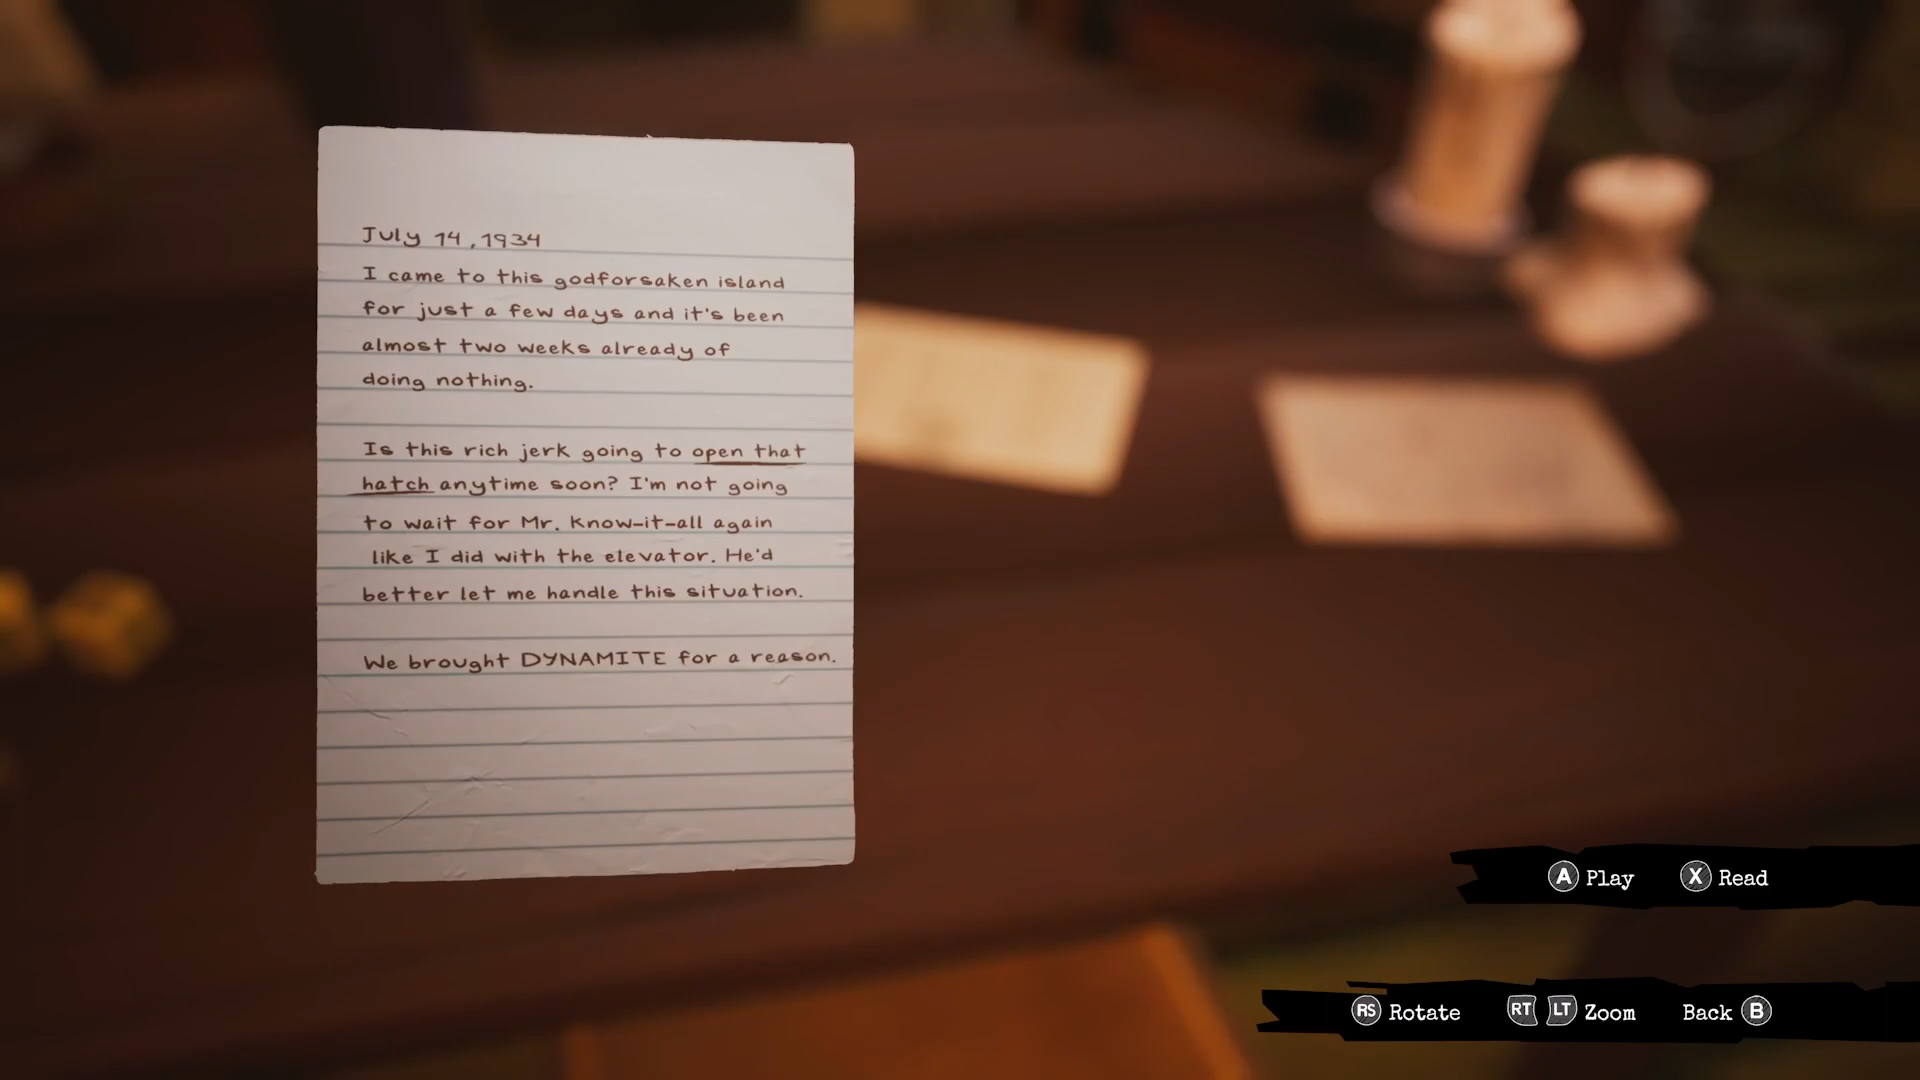 July 14, 1934
I came to this godforsaken island
for just a few days and it's been
almost two weeks already of
doing nothing.
Is this rich jerk going to open that
hatch anytime soon? I'm not going
to wait for Mr. Know-it-all again
like I did with the elevator. He'd
better let me handle this situation.
We brought DYNAMITE for a reason.
A Play X Read
RS Rotate RT LT Zoom Back B